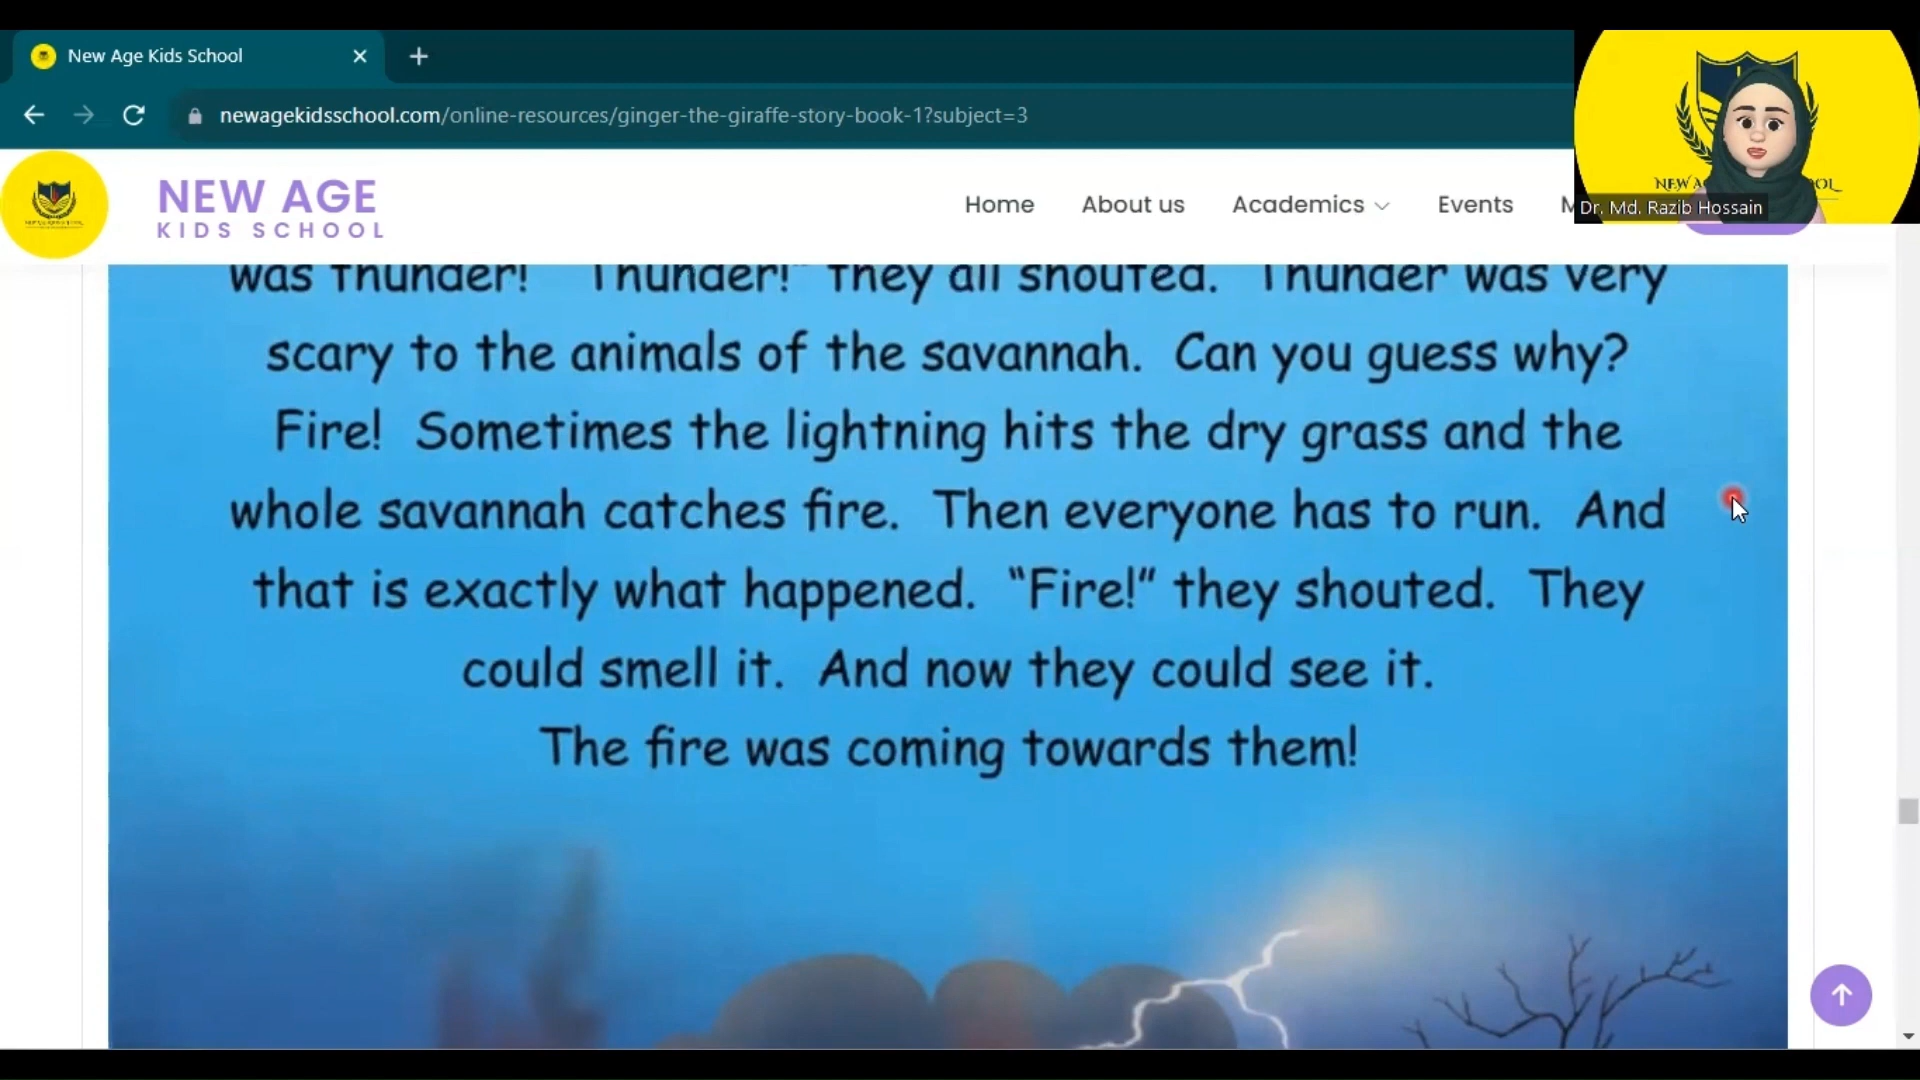 New Age Kids School
newagekidsschool.com/online-resources/ginger-the-giraffe-story-book-1?subject=3
NEW AGE
KIDS SCHOOL
Home About us Academics Events
Dr. Md. Razib Hossain
was thunder! "Thunder!" they all shouted. Thunder was very
scary to the animals of the savannah. Can you guess why?
Fire! Sometimes the lightning hits the dry grass and the
whole savannah catches fire. Then everyone has to run. And
that is exactly what happened. "Fire!" they shouted. They
could smell it. And now they could see it.
The fire was coming towards them!